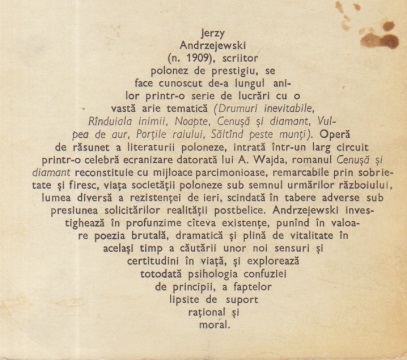 Jerzy
Andrzejewski
(n. 1909), scriitor
polonez de prestigiu, se
face cunoscut de-a lungul ani-
lor printr-o serie de lucrări cu o
vastă arie tematică (Drumuri inevitabile,
Rînduiala inimii, Noapte, Cenușă și diamant, Vul-
pea de aur, Porțile raiului, Săltînd peste munți). Operă
de răsunet a literaturii poloneze, intrată într-un larg circuit
printr-o celebră ecranizare datorată lui A. Wajda, romanul Cenușă și
diamant reconstituie cu mijloace parcimonioase, remarcabile prin sobrie-
tate și firesc, viața societății poloneze sub semnul urmărilor războiului,
lumea diversă a rezistenței de ieri, scindată în tabere adverse sub
presiunea solicitărilor realității postbelice. Andrzejewski inves-
tighează în profunzime cîteva existențe, punînd în valoa-
re poezia brutală, dramatică și plină de vitalitate în
același timp a căutării unor noi sensuri și
certitudini în viață, și explorează
totodată psihologia confuziei
de principii, a faptelor
lipsite de suport
rațional și
moral.